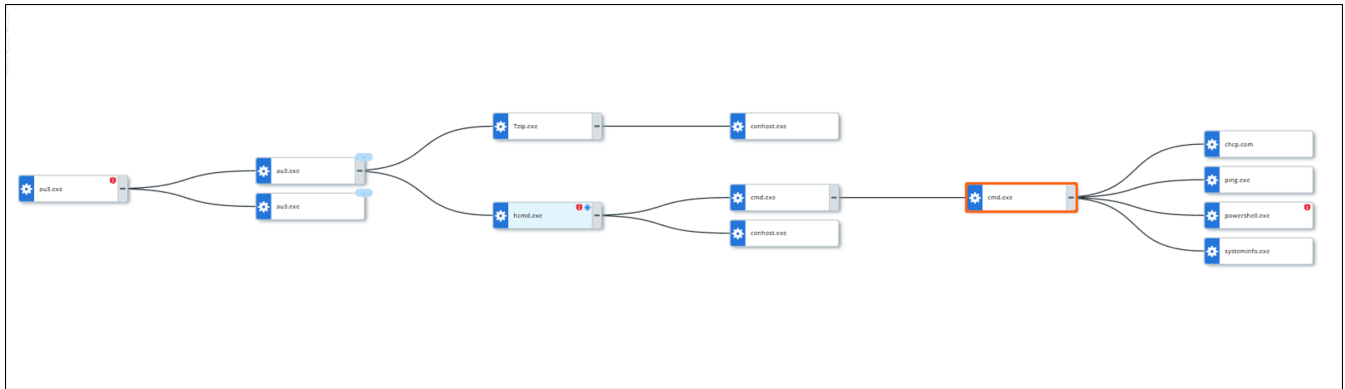 au3.exe
au3.exe
au3.exe
7zip.exe
hcmd.exe
conhost.exe
cmd.exe
conhost.exe
cmd.exe
chcp.com
ping.exe
powershell.exe
systeminfo.exe